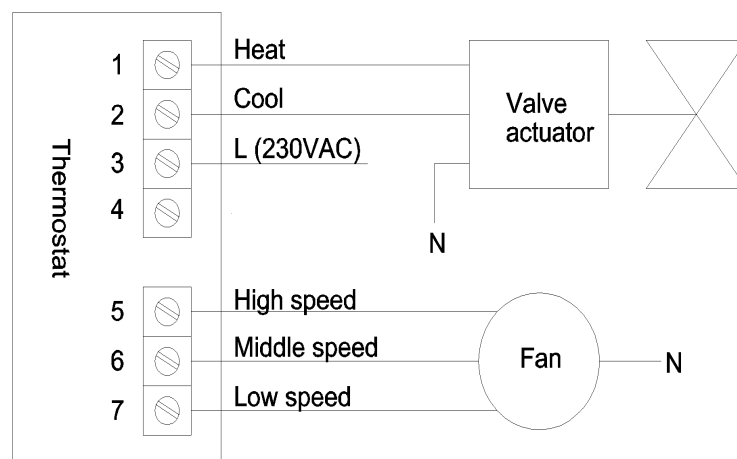 Thermostat
1 Heat
2 Cool
3 L (230VAC)
4
Valve
actuator
N
5 High speed
6 Middle speed
7 Low speed
Fan
N